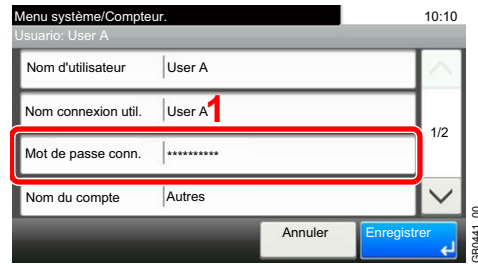 Menu système/Compteur. 10:10
Usuario: User A
Nom d'utilisateur User A
Nom connexion util. User A 1
1/2
Mot de passe conn. **********
Nom du compte Autres
Annuler Enregistrer
GB0441_00